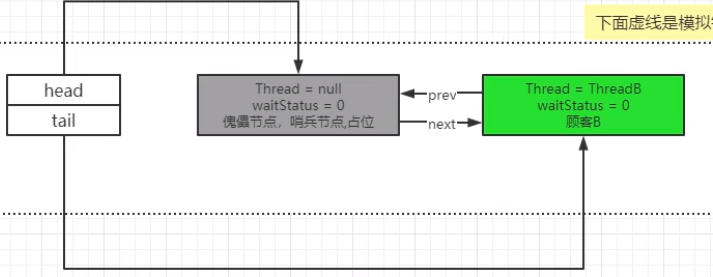 下面虚线是模拟
head
tail
Thread = null
waitStatus = 0
傀儡节点，哨兵节点,占位
prev
next
Thread = ThreadB
waitStatus = 0
顾客B